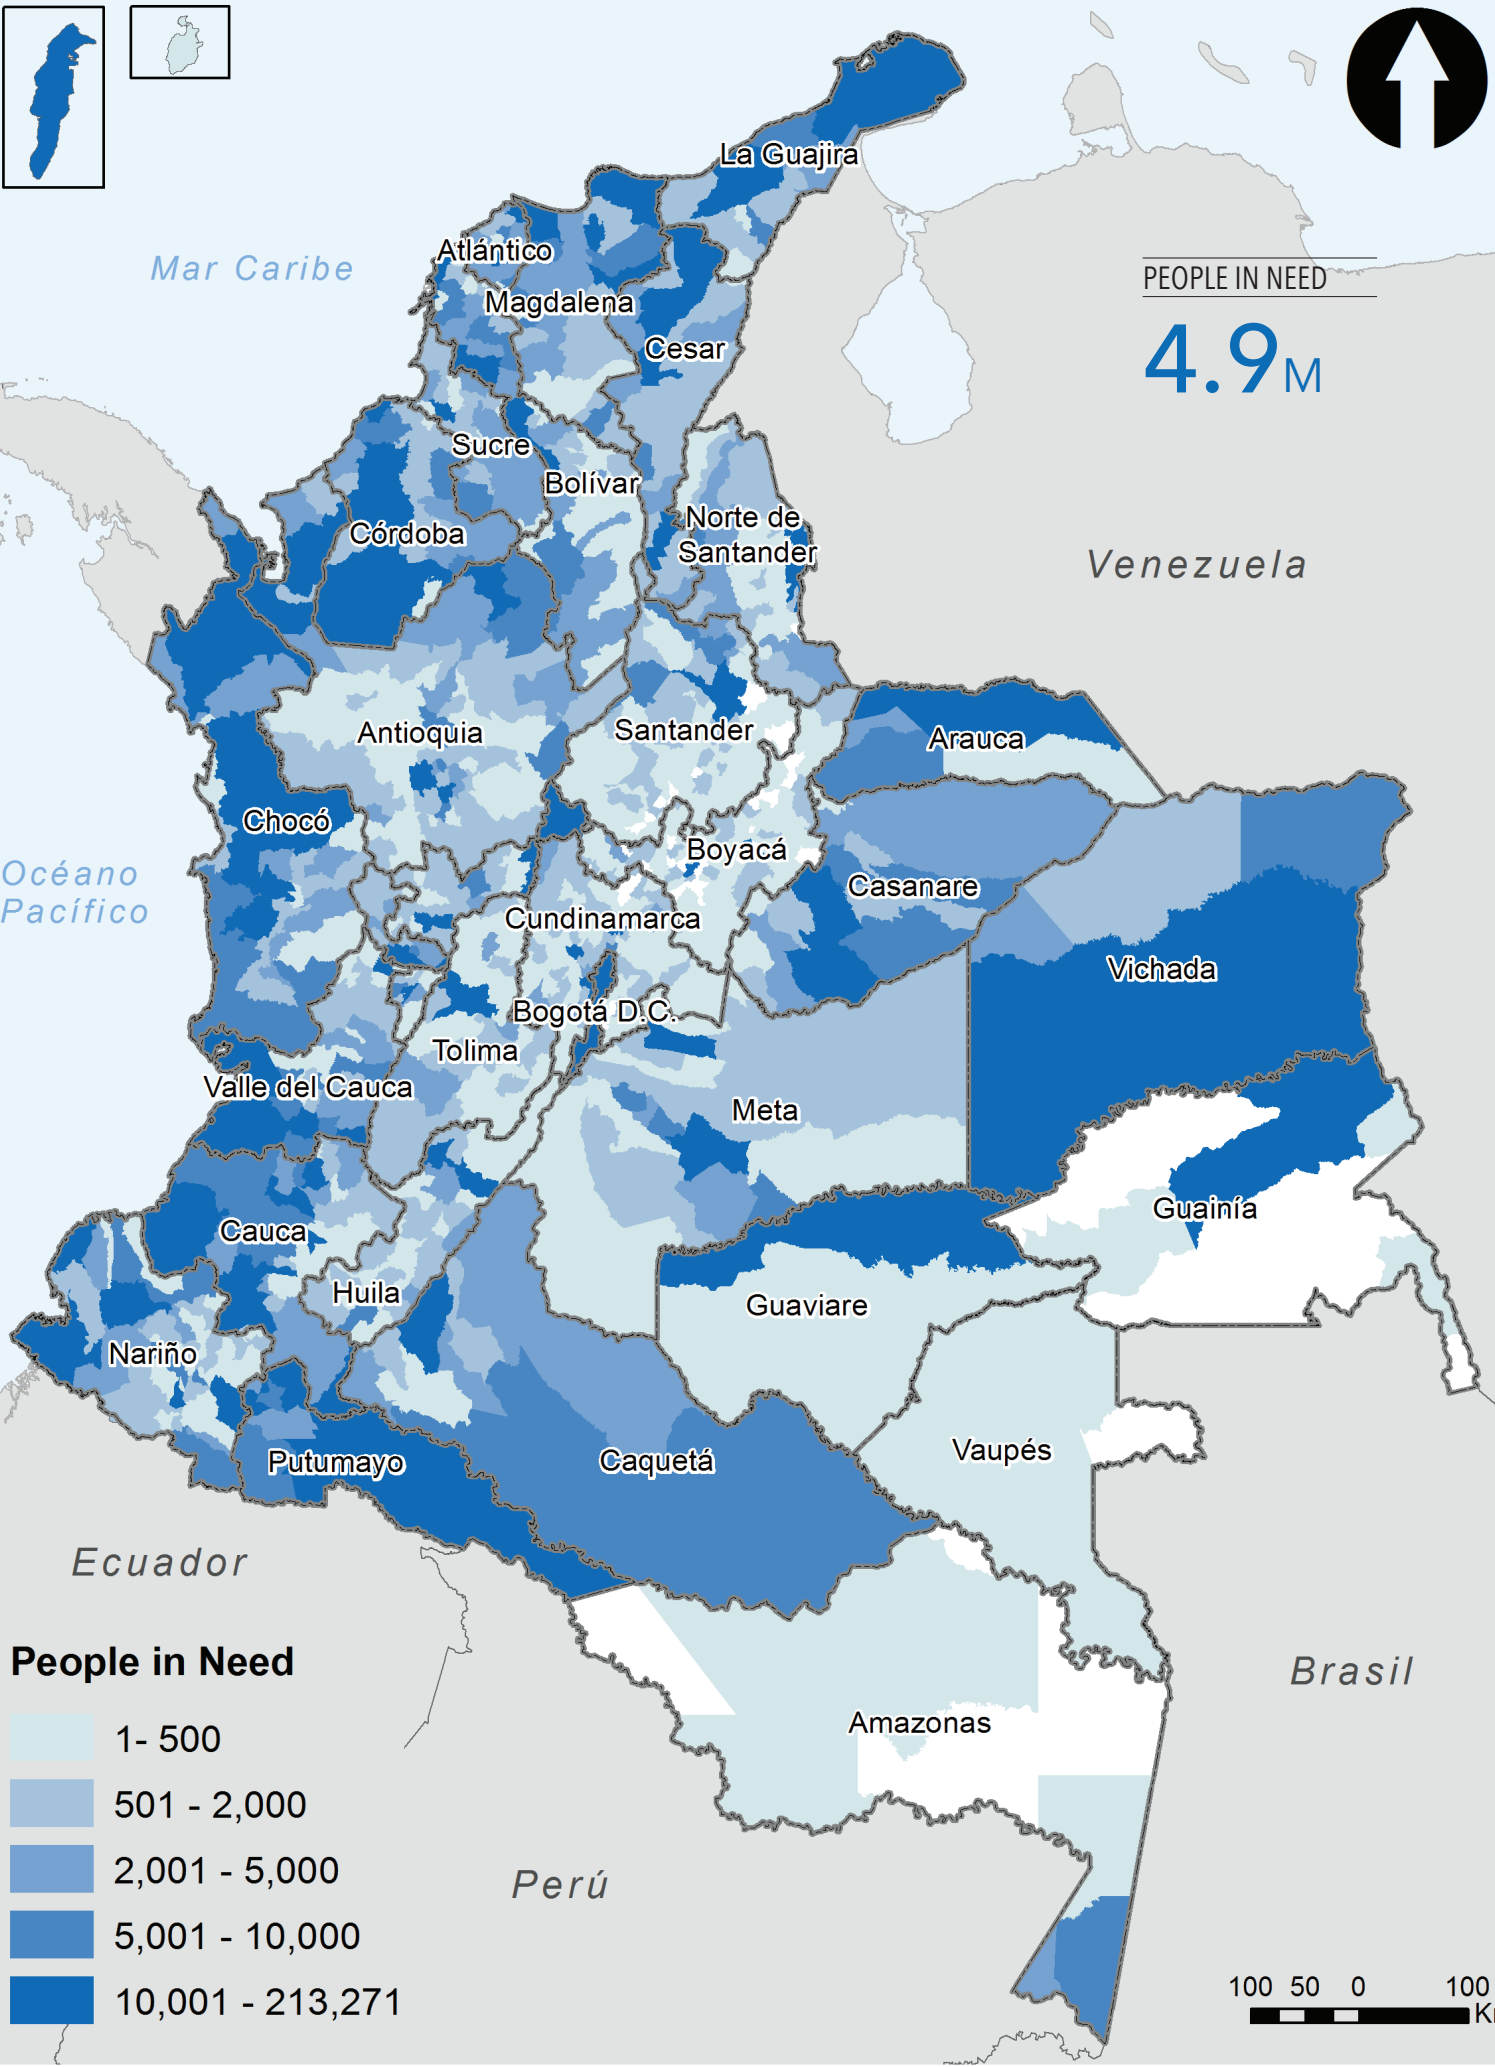 La Guajira
Atlántico
Mar Caribe
PEOPLE IN NEED
Magdalena
4.9M
Cesar
Sucre
Bolívar
Norte de
Santander
Córdoba
Venezuela
Antioquia
Santander
Arauca
Chocó
Boyacá
Océano
Pacífico
Casanare
Cundinamarca
Vichada
Bogotá D.C.
Tolima
Valle del Cauca
Meta
Guainía
Cauca
Huila
Guaviare
Nariño
Vaupés
Putumayo
Caquetá
Ecuador
People in Need
Brasil
1- 500
Amazonas
501 - 2,000
2,001 - 5,000
Perú
5,001 - 10,000
10,001 - 213,271
100 50 0 100